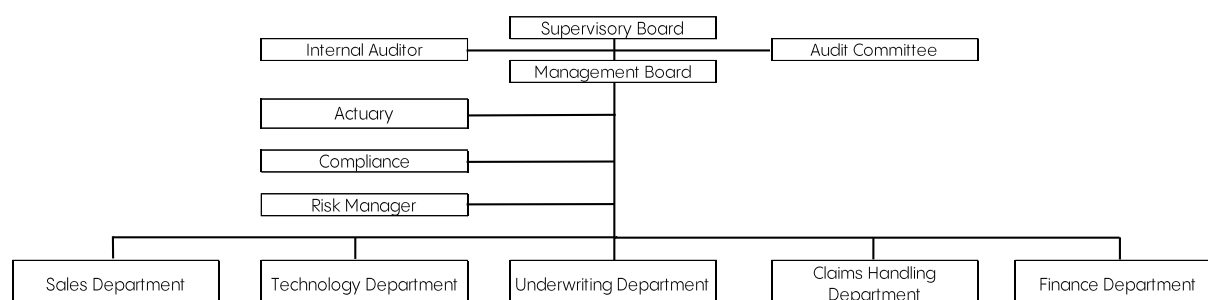 Supervisory Board
Internal Auditor
Audit Committee
Management Board
Actuary
Compliance
Risk Manager
Sales Department
Technology Department
Underwriting Department
Claims Handling
Department
Finance Department